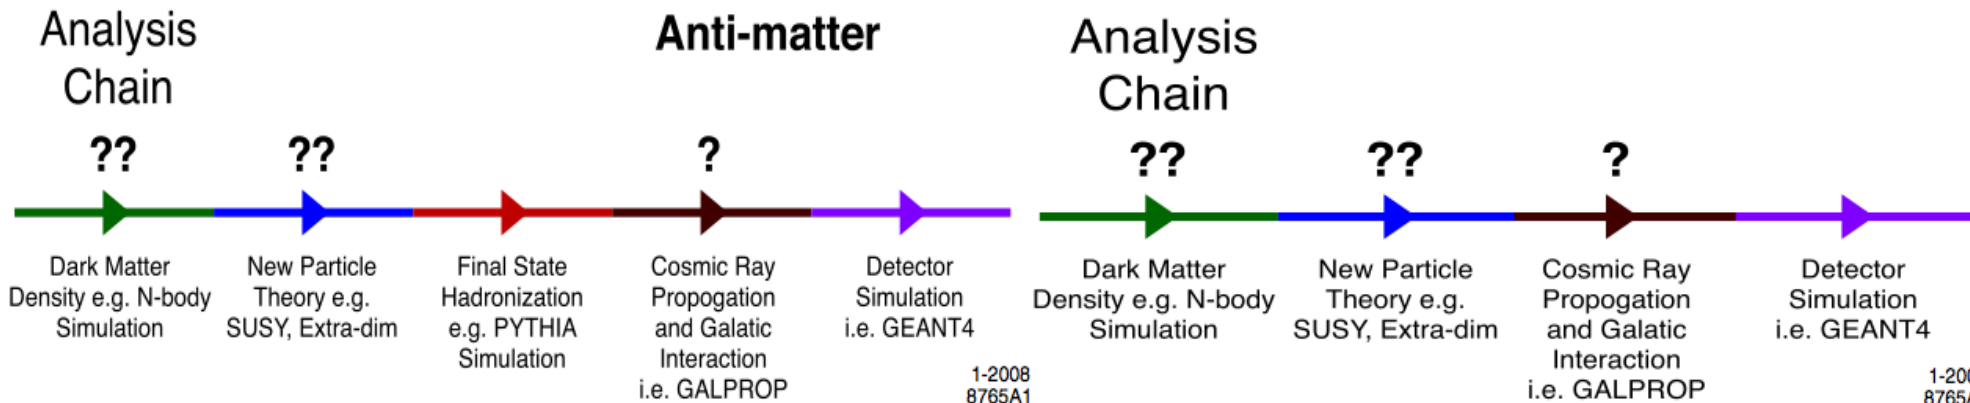 Analysis
Chain
Anti-matter
??
??
?
Dark Matter
Density e.g. N-body
Simulation
New Particle
Theory e.g.
SUSY, Extra-dim
Final State
Hadronization
e.g. PYTHIA
Simulation
Cosmic Ray
Propogation
and Galatic
Interaction
i.e. GALPROP
Detector
Simulation
i.e. GEANT4
1-2008
8765A1
Analysis
Chain
??
??
?
Dark Matter
Density e.g. N-body
Simulation
New Particle
Theory e.g.
SUSY, Extra-dim
Cosmic Ray
Propogation
and Galatic
Interaction
i.e. GALPROP
Detector
Simulation
i.e. GEANT4